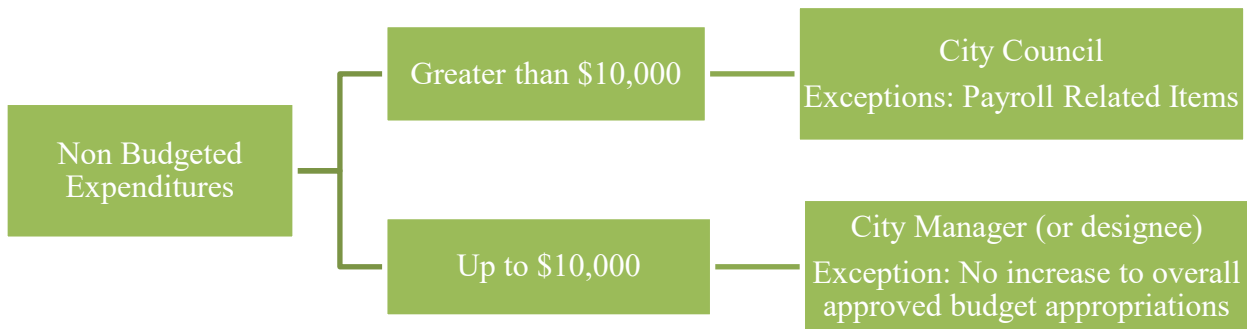 Non Budgeted
Expenditures
Greater than $10,000
City Council
Exceptions: Payroll Related Items
Up to $10,000
City Manager (or designee)
Exception: No increase to overall
approved budget appropriations